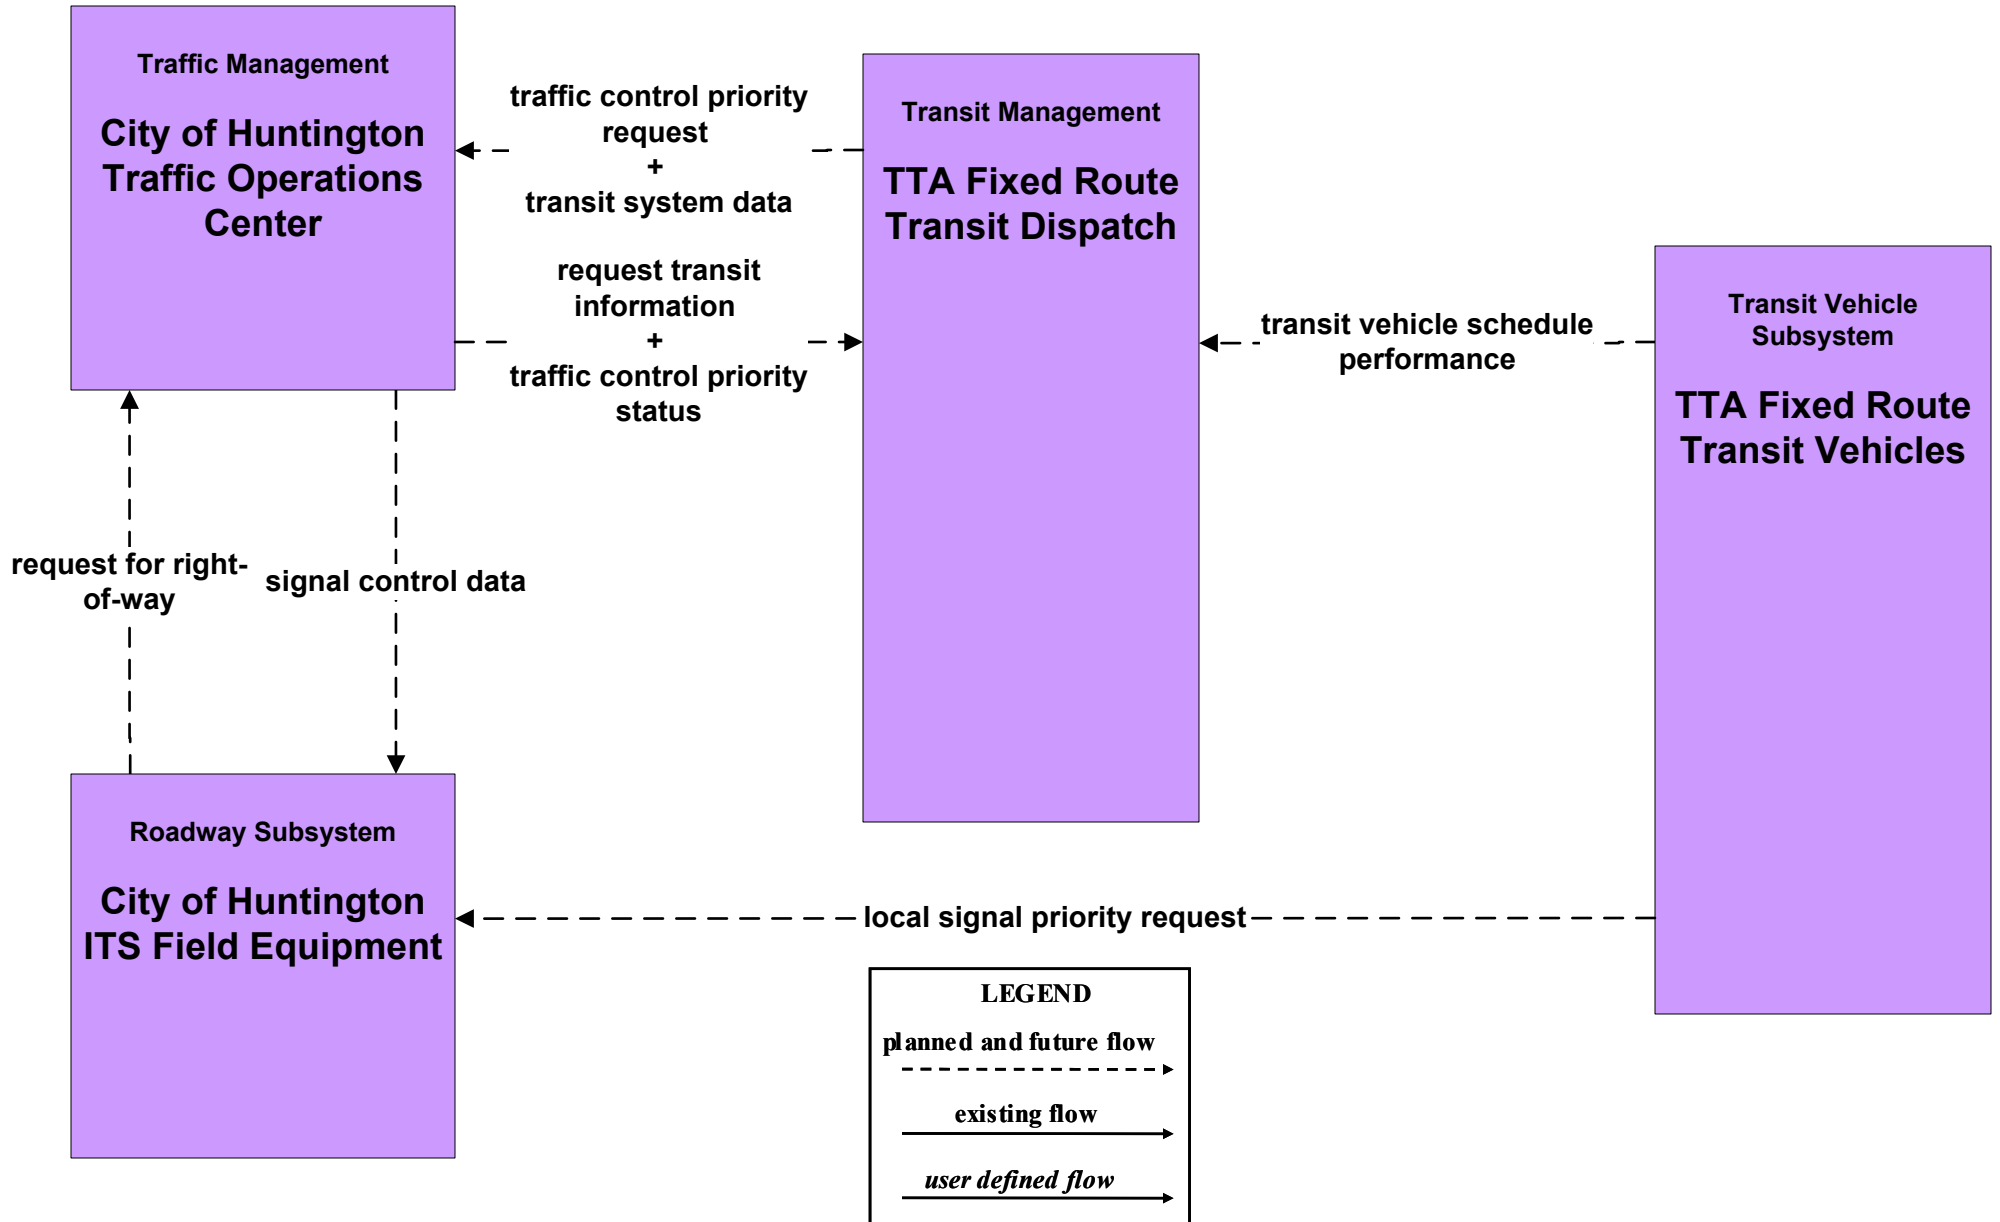 Traffic Management
City of Huntington
Traffic Operations
Center
traffic control priority
request
+
transit system data
request transit
information
+
traffic control priority
status
Transit Management
TTA Fixed Route
Transit Dispatch
transit vehicle schedule
performance
Transit Vehicle
Subsystem
TTA Fixed Route
Transit Vehicles
request for right-
of-way
signal control data
Roadway Subsystem
City of Huntington
ITS Field Equipment
local signal priority request
LEGEND
planned and future flow
existing flow
user defined flow